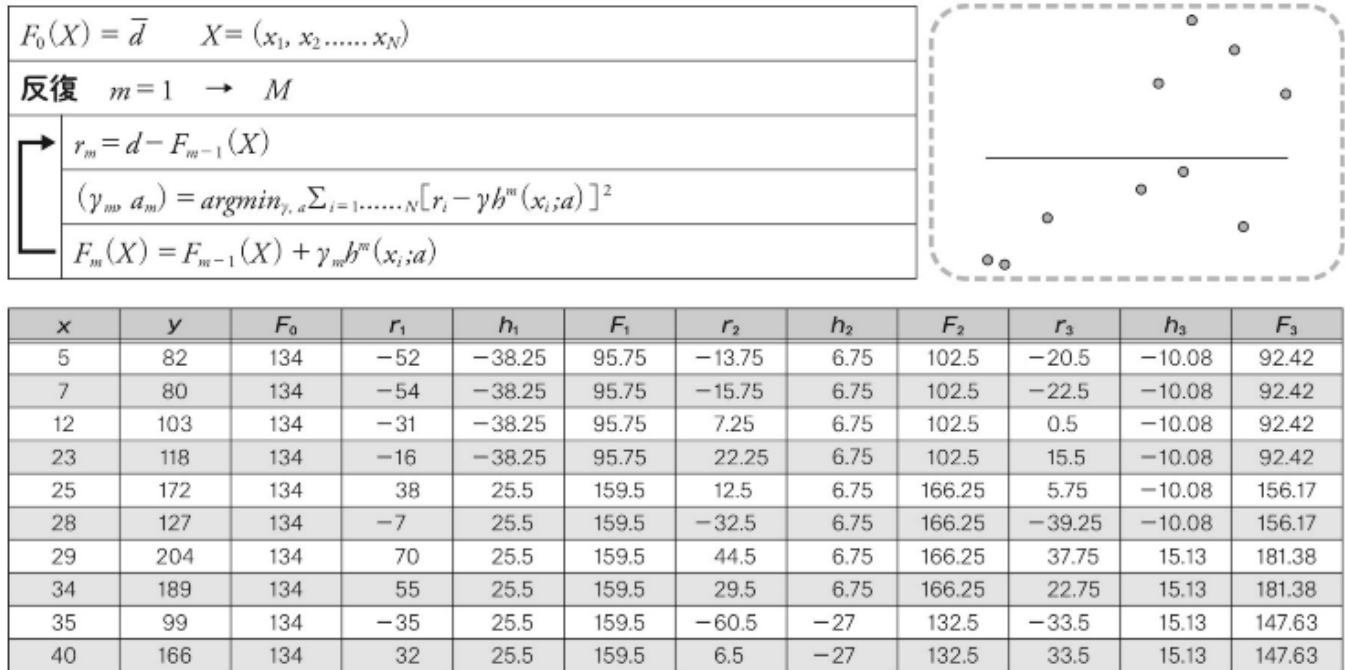 F₀(X) = d̅ X = (x₁, x₂......x_N)
反復 m = 1 → M
r_m = d − F_{m−1}(X)
(γ_m, a_m) = argmin_{γ, a} Σ_{i=1......N}[r_i − γh^m(x_i;a)]²
F_m(X) = F_{m−1}(X) + γ_m h^m(x_i;a)
x y F₀ r₁ h₁ F₁ r₂ h₂ F₂ r₃ h₃ F₃
5 82 134 −52 −38.25 95.75 −13.75 6.75 102.5 −20.5 −10.08 92.42
7 80 134 −54 −38.25 95.75 −15.75 6.75 102.5 −22.5 −10.08 92.42
12 103 134 −31 −38.25 95.75 7.25 6.75 102.5 0.5 −10.08 92.42
23 118 134 −16 −38.25 95.75 22.25 6.75 102.5 15.5 −10.08 92.42
25 172 134 38 25.5 159.5 12.5 6.75 166.25 5.75 −10.08 156.17
28 127 134 −7 25.5 159.5 −32.5 6.75 166.25 −39.25 −10.08 156.17
29 204 134 70 25.5 159.5 44.5 6.75 166.25 37.75 15.13 181.38
34 189 134 55 25.5 159.5 29.5 6.75 166.25 22.75 15.13 181.38
35 99 134 −35 25.5 159.5 −60.5 −27 132.5 −33.5 15.13 147.63
40 166 134 32 25.5 159.5 6.5 −27 132.5 33.5 15.13 147.63